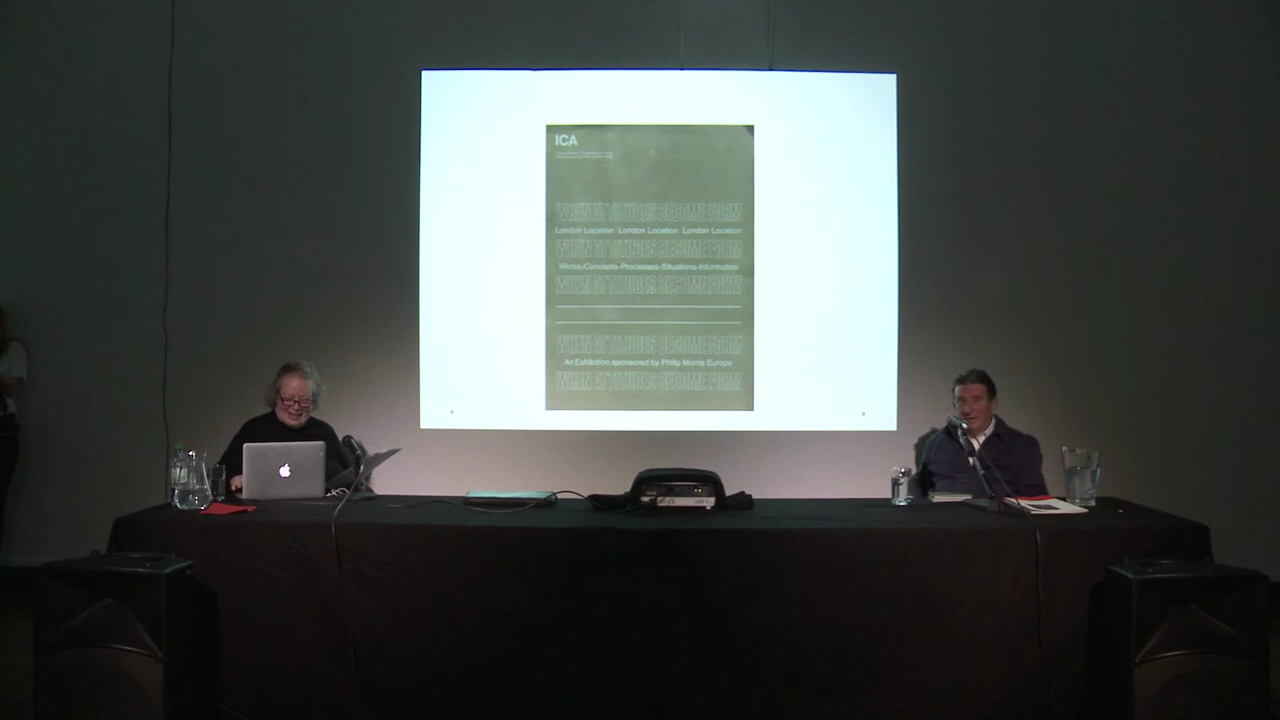 ICA
WHEN ATTITUDES BECOME FORM
London Location London Location London Location
WHEN ATTITUDES BECOME FORM
Works-Concepts-Processes-Situations-Information
WHEN ATTITUDES BECOME FORM
WHEN ATTITUDES BECOME FORM
An Exhibition sponsored by Philip Morris Europe
WHEN ATTITUDES BECOME FORM